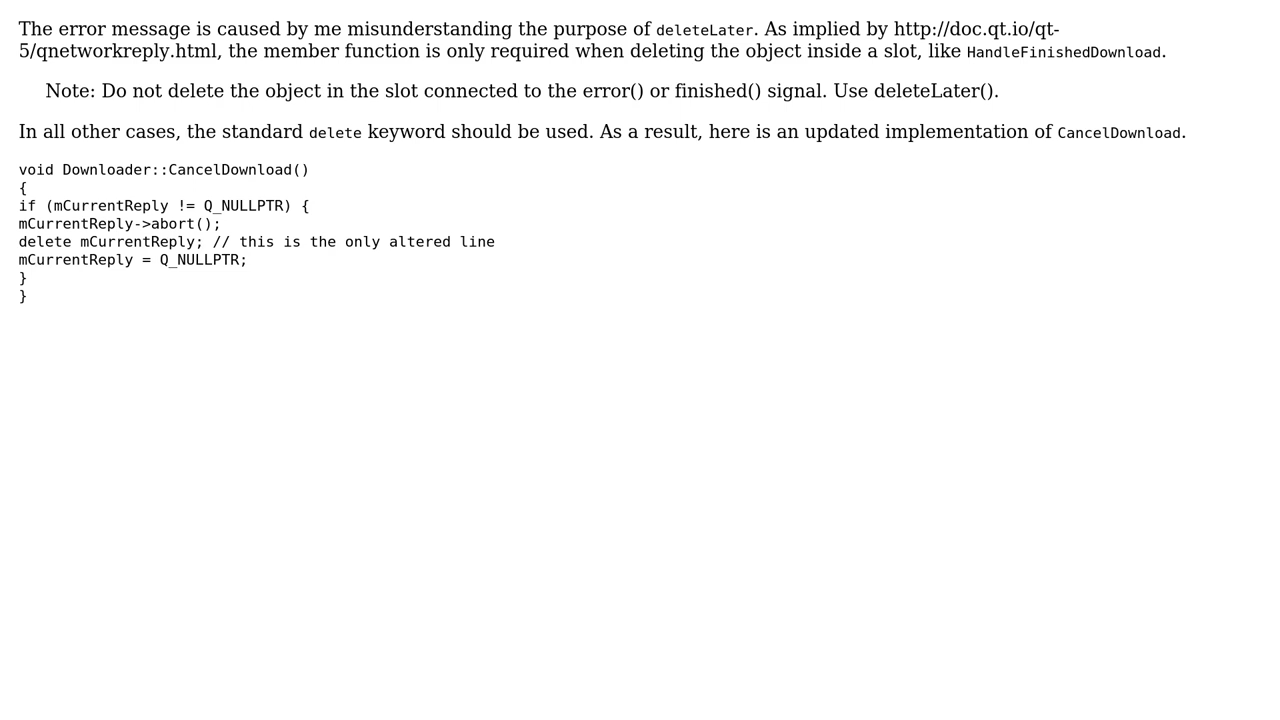 The error message is caused by me misunderstanding the purpose of deleteLater. As implied by http://doc.qt.io/qt-
5/qnetworkreply.html, the member function is only required when deleting the object inside a slot, like HandleFinishedDownload.
Note: Do not delete the object in the slot connected to the error() or finished() signal. Use deleteLater().
In all other cases, the standard delete keyword should be used. As a result, here is an updated implementation of CancelDownload.
void Downloader::CancelDownload()
{
if (mCurrentReply != Q_NULLPTR) {
mCurrentReply->abort();
delete mCurrentReply; // this is the only altered line
mCurrentReply = Q_NULLPTR;
}
}